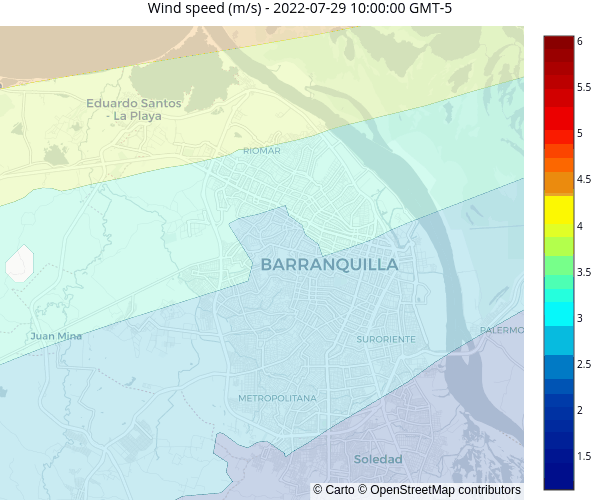 Wind speed (m/s) - 2022-07-29 10:00:00 GMT-5
6
5.5
5
4.5
4
3.5
3
2.5
2
1.5
Eduardo Santos
- La Playa
RIOMAR
BARRANQUILLA
Juan Mina
SURORIENTE
PALERMO
METROPOLITANA
Soledad
© Carto © OpenStreetMap contributors